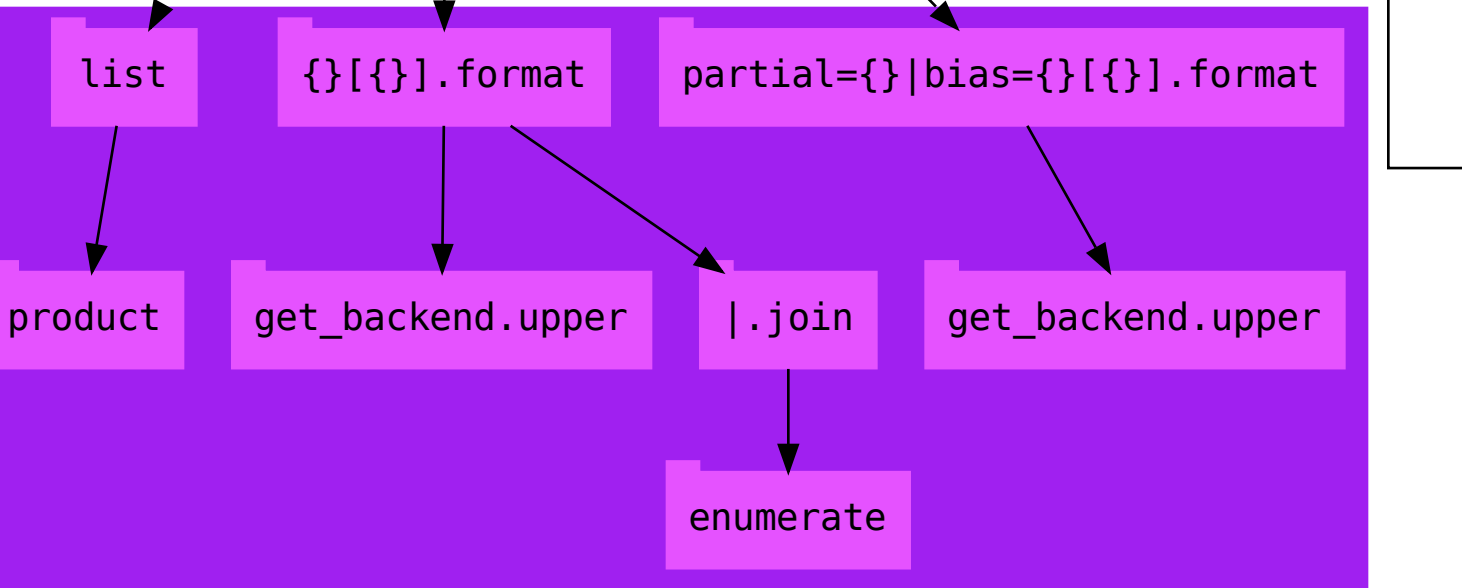 list
{}[{}].format
partial={}|bias={}[{}].format
product
get_backend.upper
|.join
get_backend.upper
enumerate